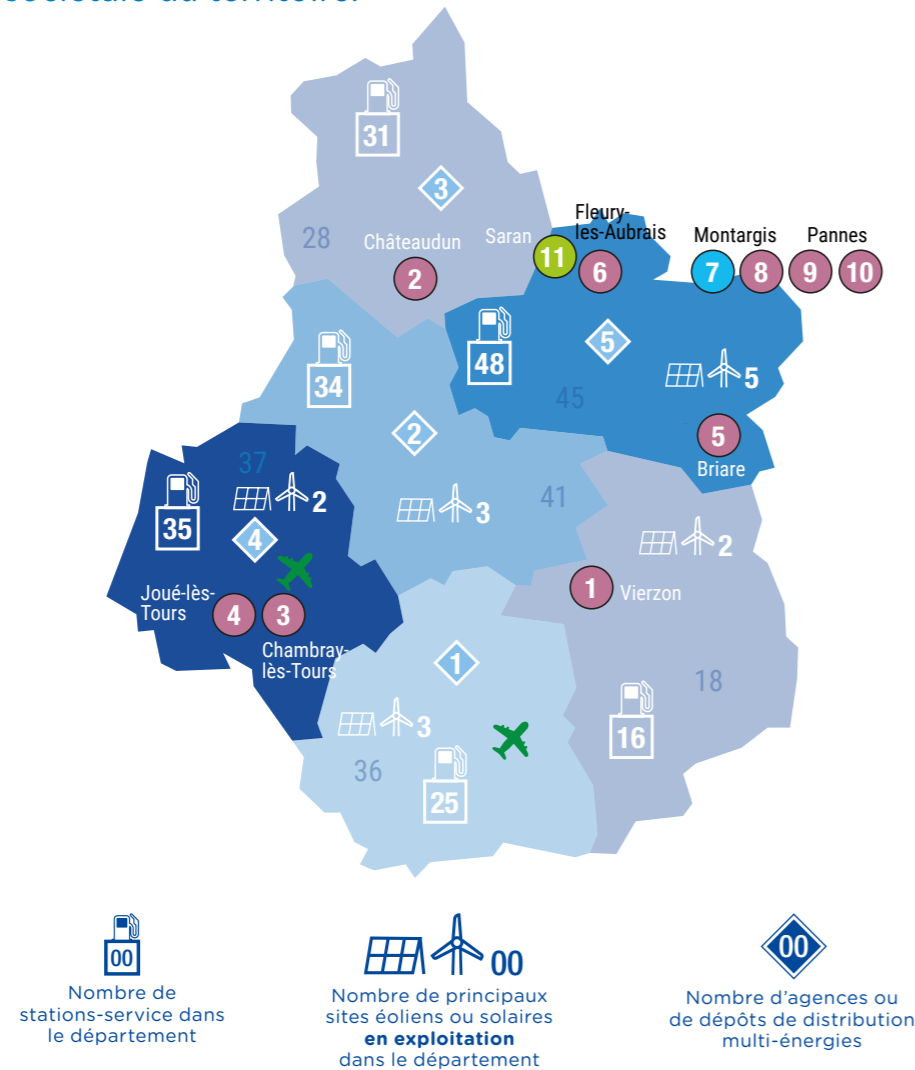 sociétale du territoire.
31
3
28
Châteaudun
2
Saran
11
Fleury-
les-Aubrais
6
Montargis
7
8
Pannes
9
10
34
48
5
5
45
5
Briare
2
37
2
35
4
3
41
2
Joué-lès-
Tours
4
3
Chambray-
lès-Tours
1
Vierzon
1
18
3
16
36
25
00
Nombre de
stations-service dans
le département
00
Nombre de principaux
sites éoliens ou solaires
en exploitation
dans le département
00
Nombre d'agences ou
de dépôts de distribution
multi-énergies